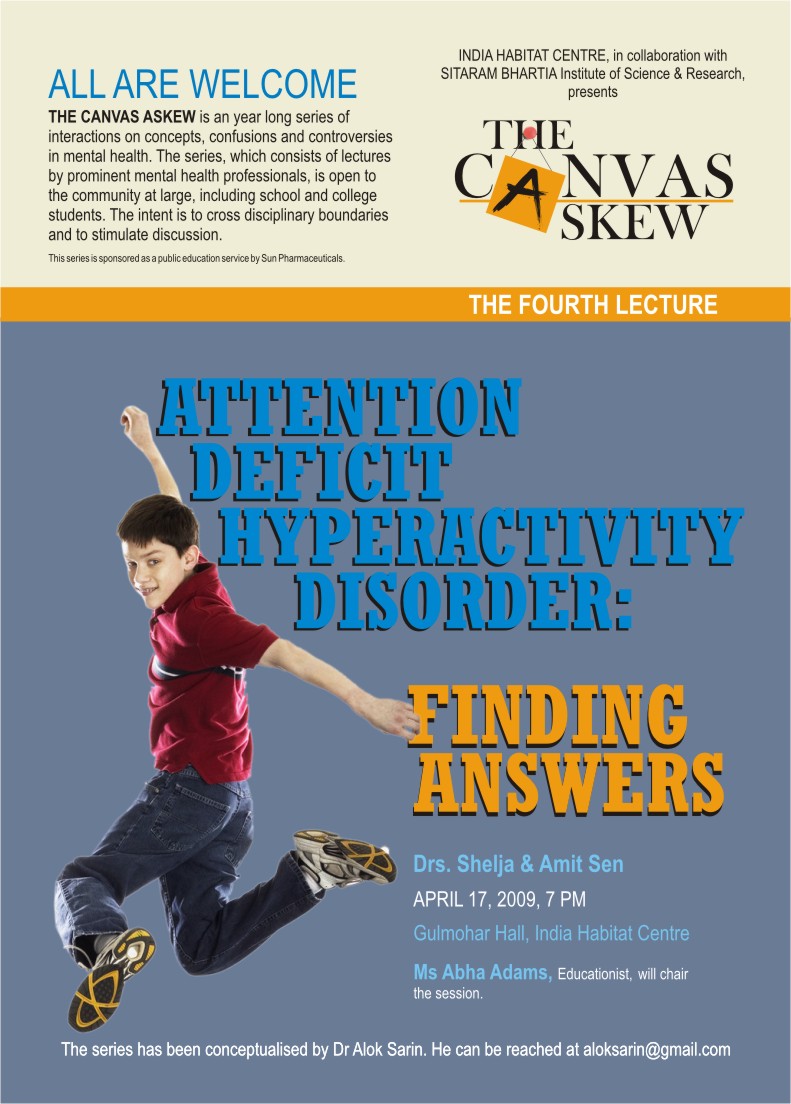 ALL ARE WELCOME
THE CANVAS ASKEW is an year long series of
interactions on concepts, confusions and controversies
in mental health. The series, which consists of lectures
by prominent mental health professionals, is open to
the community at large, including school and college
students. The intent is to cross disciplinary boundaries
and to stimulate discussion.
This series is sponsored as a public education service by Sun Pharmaceuticals.
INDIA HABITAT CENTRE, in collaboration with
SITARAM BHARTIA Institute of Science & Research,
presents
THE
CANVAS
ASKEW
THE FOURTH LECTURE
ATTENTION
DEFICIT
HYPERACTIVITY
DISORDER:
FINDING
ANSWERS
Drs. Shelja & Amit Sen
APRIL 17, 2009, 7 PM
Gulmohar Hall, India Habitat Centre
Ms Abha Adams, Educationist, will chair
the session.
The series has been conceptualised by Dr Alok Sarin. He can be reached at aloksarin@gmail.com